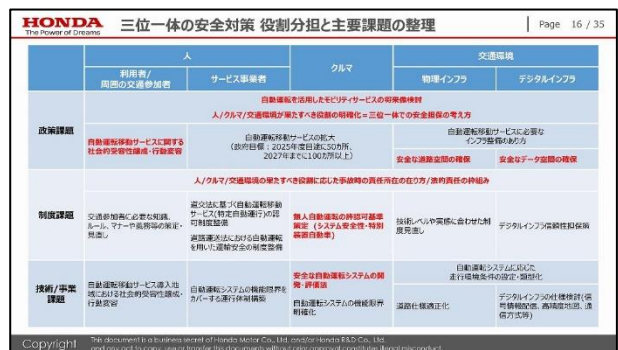 HONDA
The Power of Dreams
三位一体の安全対策 役割分担と主要課題の整理
Page 16 / 35
人
クルマ
交通環境
利用者/
周囲の交通参加者
サービス事業者
物理インフラ
デジタルインフラ
政策課題
自動運転を活用したモビリティサービスの将来像検討
人/クルマ/交通環境が果たすべき役割の明確化=三位一体での安全担保の考え方
自動運転移動サービスに関する
社会的受容性醸成・行動変容
自動運転移動サービスの拡大
(政府目標:2025年度目途に50カ所、
2027年までに100カ所以上)
自動運転移動サービスに必要な
インフラ整備のあり方
安全な道路空間の確保
安全なデータ空間の確保
制度課題
人/クルマ/交通環境の果たすべき役割に応じた事故時の責任所在の在り方/法的責任の枠組み
交通参加者に必要な知識、
ルール、マナーや義務等の策定・
見直し
道交法に基づく自動運転移動
サービス(特定自動運行)の認
可制度整備
道路運送法における自動運転
を用いた運輸安全の制度整備
無人自動運転の許認可基準
策定(システム安全性・特別
装置自動車)
技術レベルや実態に合わせた制
度見直し
デジタルインフラ信頼性担保策
技術/事業
課題
自動運転移動サービス導入地
域における社会的受容性醸成・
行動変容
自動運転システムの機能限界を
カバーする運行体制構築
安全な自動運転システムの開
発・評価法
自動運転システムの機能限界
明確化
自動運転システムに応じた
走行環境条件の設定・類型化
道路仕様適正化
デジタルインフラの仕様検討(信
号情報配信、高精度地図、通
信方式等)
Copyright
This document is a business secret of Honda Motor Co., Ltd. and/or Honda R&D Co., Ltd.
and any act to copy, use or transfer this documents without prior approval constitutes illegal misconduct.